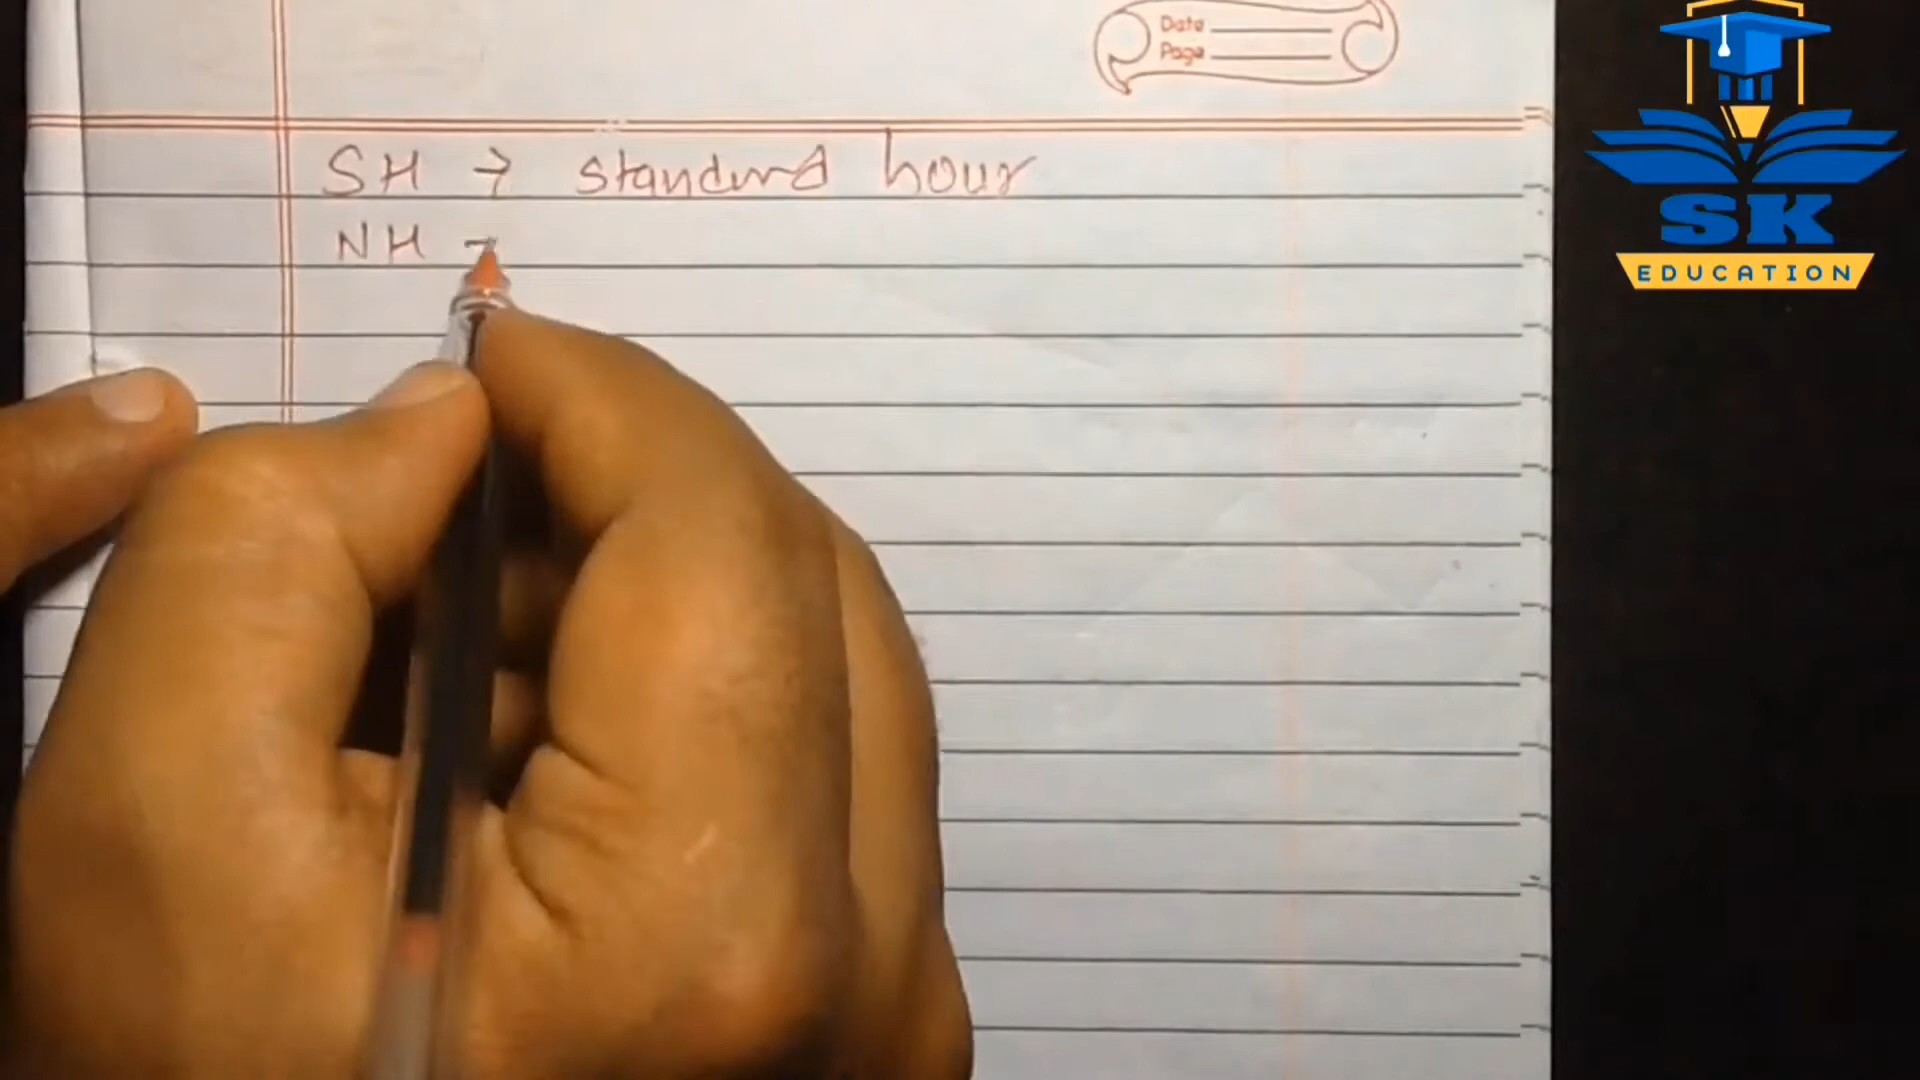 Date
Page
SH → standard hour
NH →
SK
EDUCATION